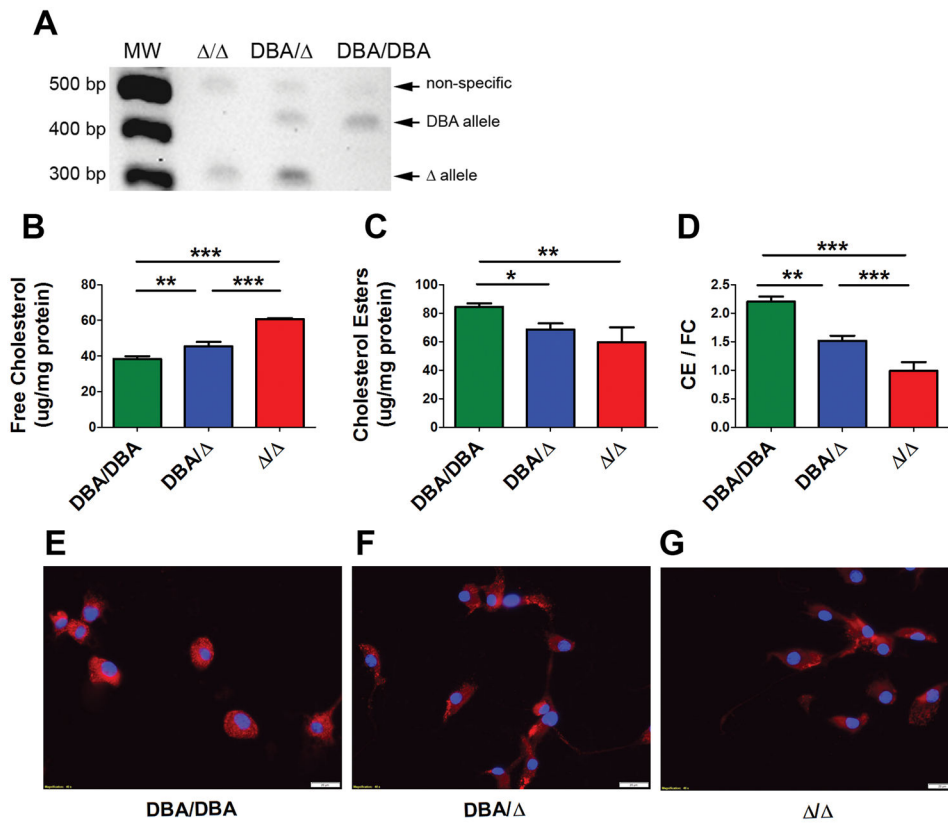 A
MW Δ/Δ DBA/Δ DBA/DBA
500 bp
400 bp
300 bp
non-specific
DBA allele
Δ allele
B
Free Cholesterol
(ug/mg protein)
80
60
40
20
0
***
** ***
DBA/DBA
DBA/Δ
Δ/Δ
C
Cholesterol Esters
(ug/mg protein)
100
80
60
40
20
0
**
*
DBA/DBA
DBA/Δ
Δ/Δ
D
CE / FC
2.5
2.0
1.5
1.0
0.5
0.0
***
** ***
DBA/DBA
DBA/Δ
Δ/Δ
E
DBA/DBA
F
DBA/Δ
G
Δ/Δ